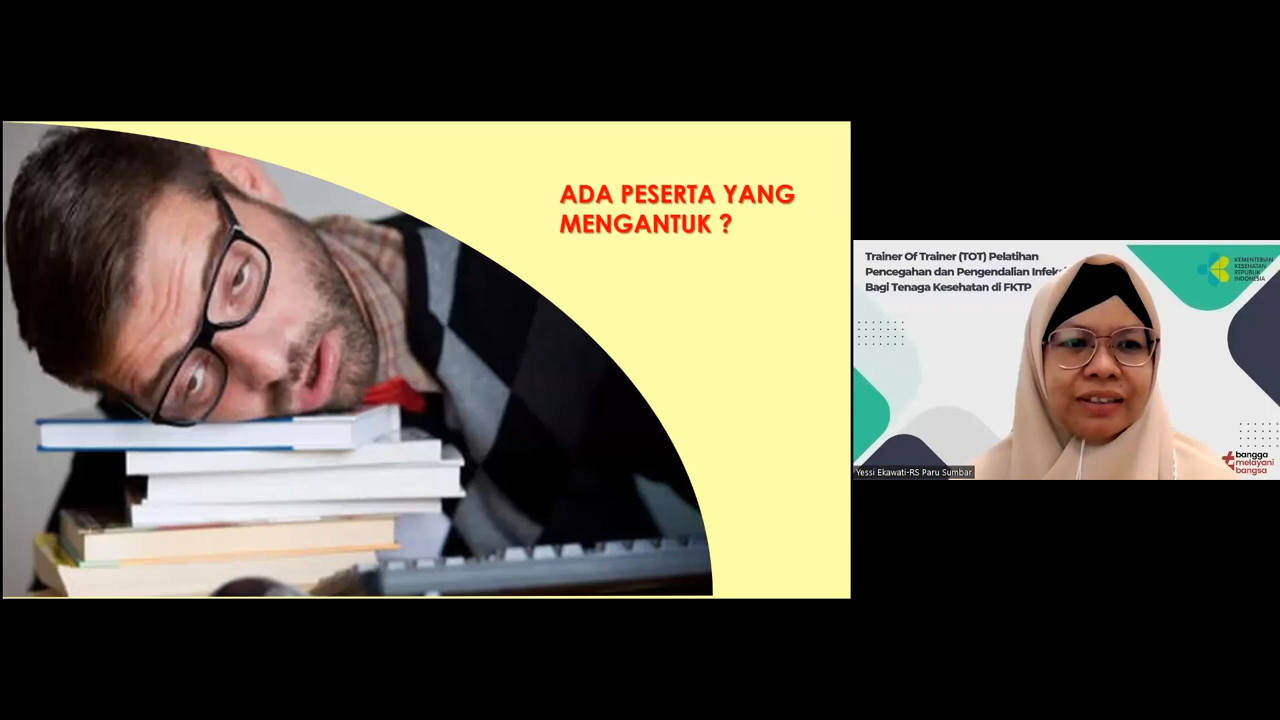 ADA PESERTA YANG
MENGANTUK ?
Trainer Of Trainer (TOT) Pelatihan
Pencegahan dan Pengendalian Infek
Bagi Tenaga Kesehatan di FKTP
KEMENTERIAN
KESEHATAN
REPUBLIK
INDONESIA
bangga
melayani
bangsa
Yessi Ekawati-RS Paru Sumbar